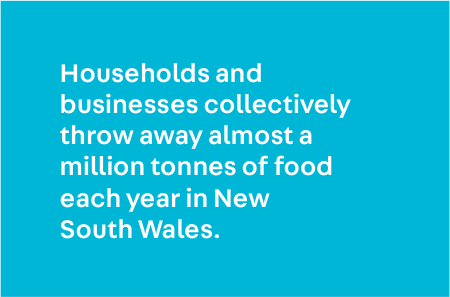 Households and
businesses collectively
throw away almost a
million tonnes of food
each year in New
South Wales.